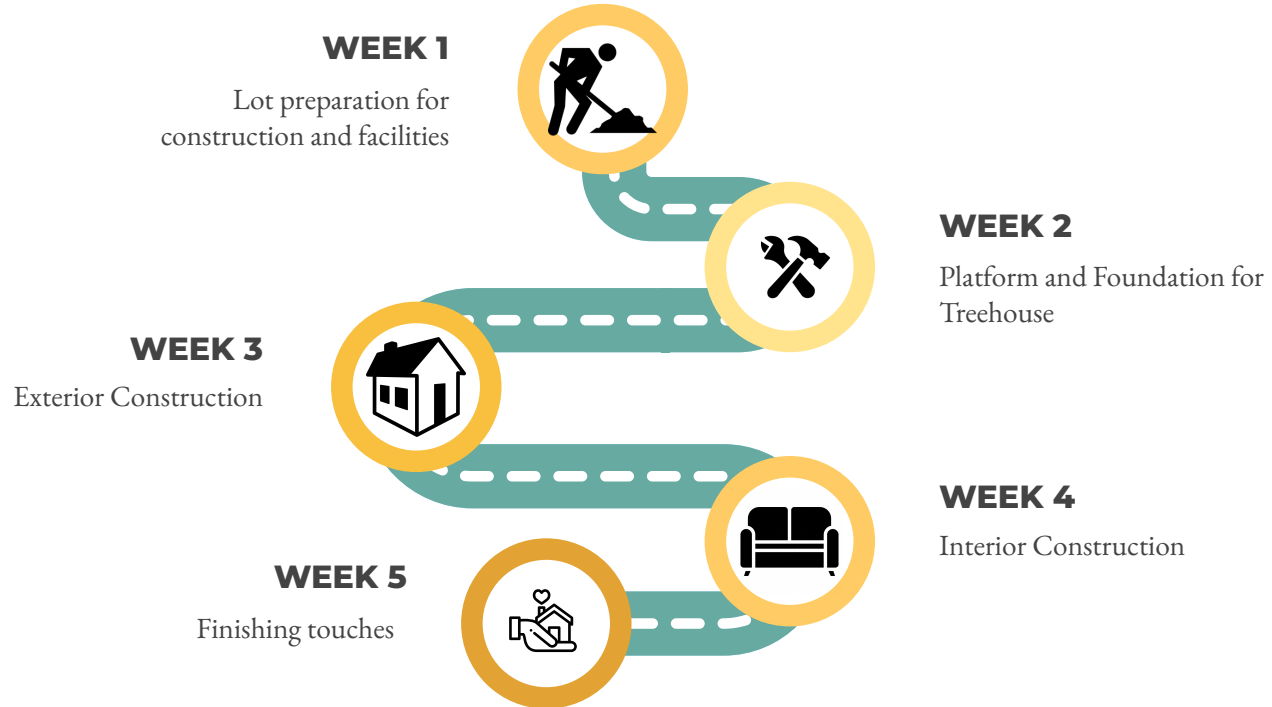 WEEK 1
Lot preparation for
construction and facilities
WEEK 2
Platform and Foundation for
Treehouse
WEEK 3
Exterior Construction
WEEK 4
Interior Construction
WEEK 5
Finishing touches